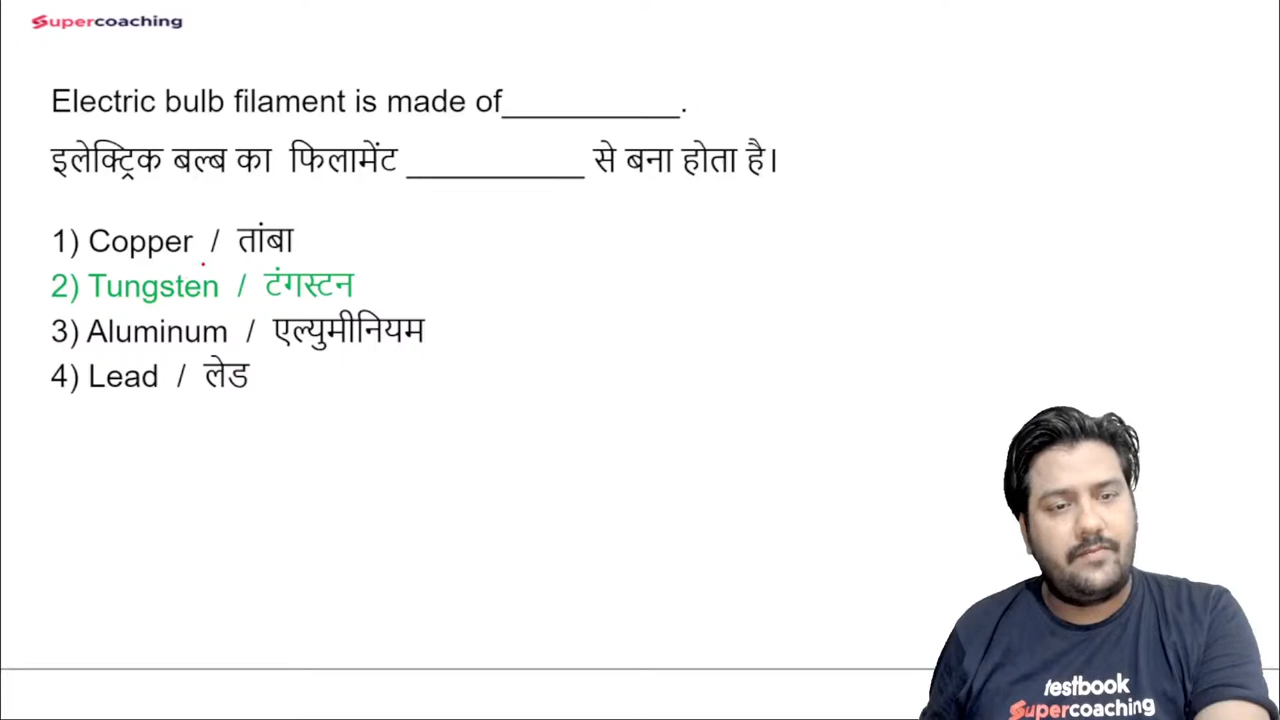 Supercoaching
Electric bulb filament is made of___________.
इलेक्ट्रिक बल्ब का फिलामेंट ___________ से बना होता है।
1) Copper / तांबा
2) Tungsten / टंगस्टन
3) Aluminum / एल्युमीनियम
4) Lead / लेड
testbook
Supercoaching